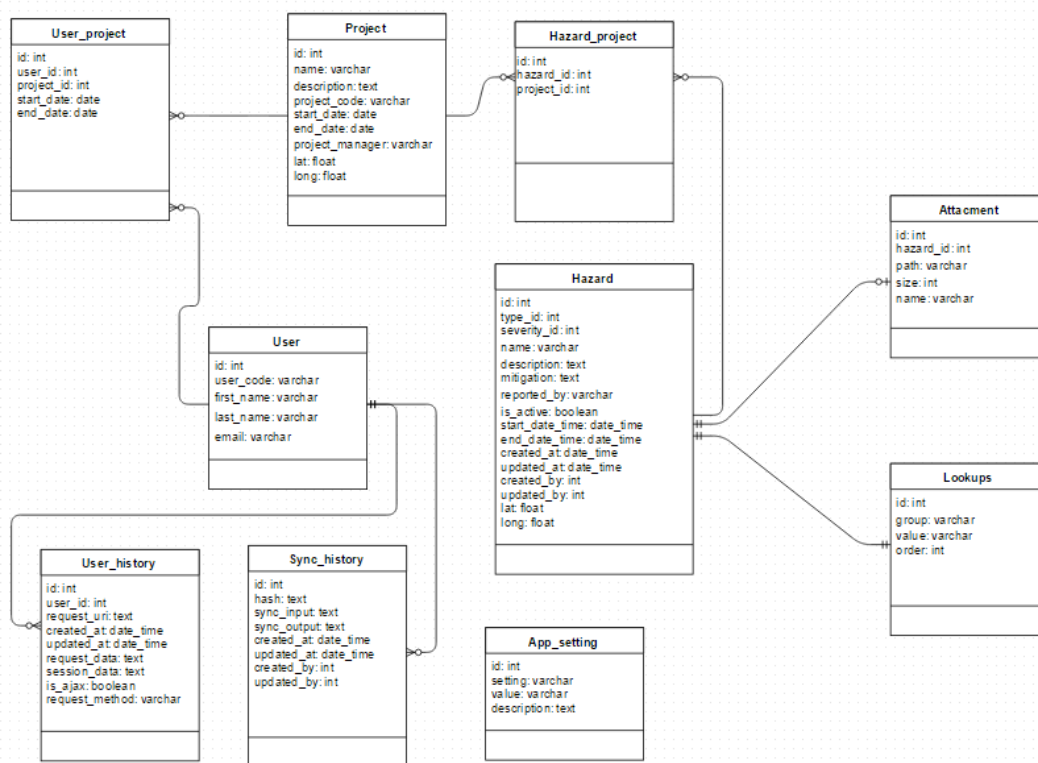 User_project
id: int
user_id: int
project_id: int
start_date: date
end_date: date
Project
id: int
name: varchar
description: text
project_code: varchar
start_date: date
end_date: date
project_manager: varchar
lat: float
long: float
Hazard_project
id: int
hazard_id: int
project_id: int
Attacment
id: int
hazard_id: int
path: varchar
size: int
name: varchar
Hazard
id: int
type_id: int
severity_id: int
name: varchar
description: text
mitigation: text
reported_by: varchar
is_active: boolean
start_date_time: date_time
end_date_time: date_time
created_at: date_time
updated_at: date_time
created_by: int
updated_by: int
lat: float
long: float
User
id: int
user_code: varchar
first_name: varchar
last_name: varchar
email: varchar
Lookups
id: int
group: varchar
value: varchar
order: int
User_history
id: int
user_id: int
request_uri: text
created_at: date_time
updated_at: date_time
request_data: text
session_data: text
is_ajax: boolean
request_method: varchar
Sync_history
id: int
hash: text
sync_input: text
sync_output: text
created_at: date_time
updated_at: date_time
created_by: int
updated_by: int
App_setting
id: int
setting: varchar
value: varchar
description: text